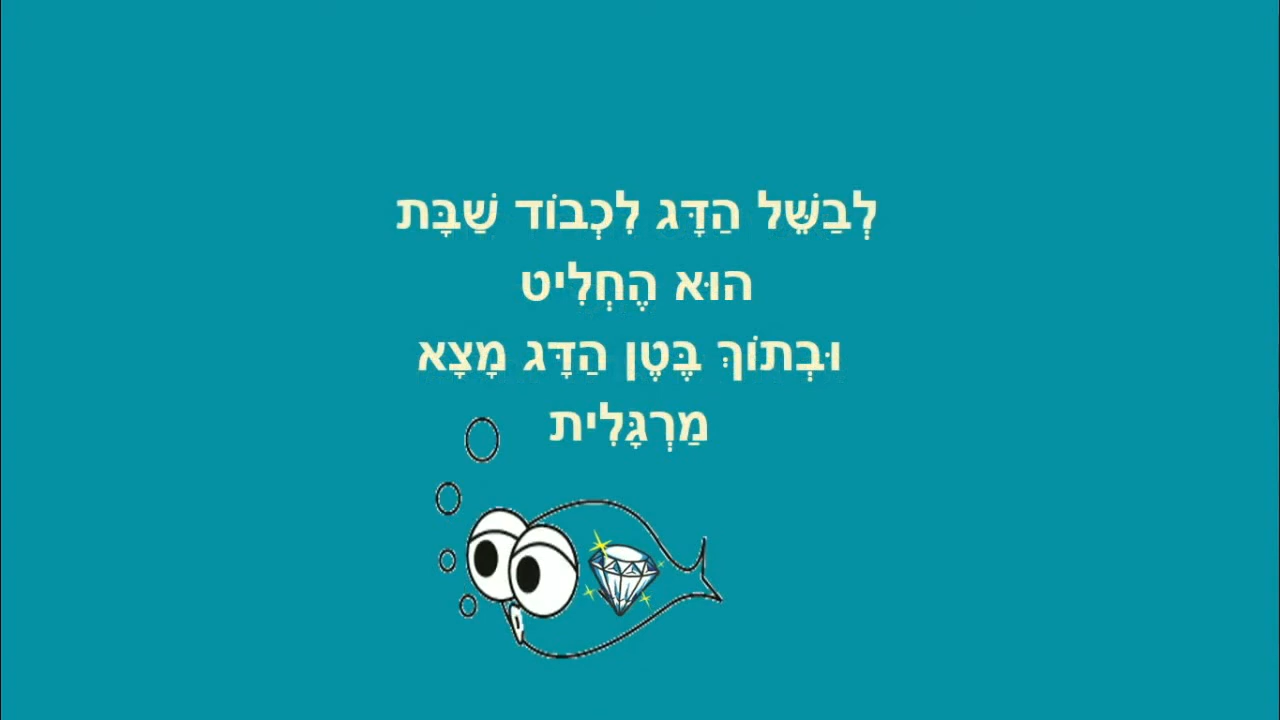 לְבַשֵּׁל הַדָּג לִכְבוֹד שַׁבָּת
הוּא הֶחְלִיט
וּבְתוֹךְ בֶּטֶן הַדָּג מָצָא
מַרְגָּלִית